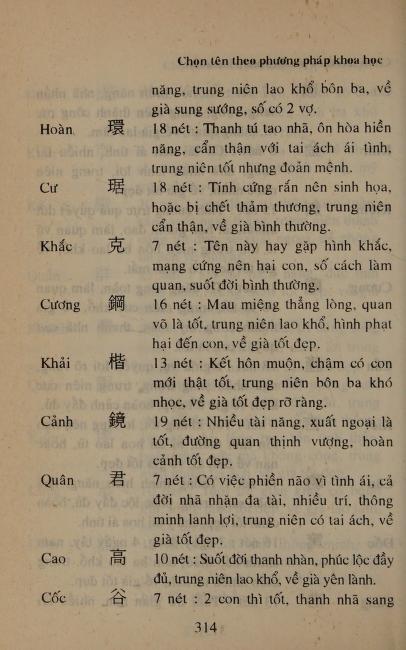 Chọn tên theo phương pháp khoa học
năng, trung niên lao khổ bôn ba, về
già sung sướng, số có 2 vợ.
Hoàn 環 18 nét : Thanh tú tao nhã, ôn hòa hiền
năng, cẩn thận với tai ách ái tình,
trung niên tốt nhưng đoản mệnh.
Cư 琚 18 nét : Tính cứng rắn nên sinh họa,
hoặc bị chết thảm thương, trung niên
cẩn thận, về già bình thường.
Khắc 克 7 nét : Tên này hay gặp hình khắc,
mạng cứng nên hại con, số cách làm
quan, suốt đời bình thường.
Cương 鋼 16 nét : Mau miệng thẳng lòng, quan
võ là tốt, trung niên lao khổ, hình phạt
hại đến con, về già tốt đẹp.
Khải 楷 13 nét : Kết hôn muộn, chậm có con
mới thật tốt, trung niên bôn ba khó
nhọc, về già tốt đẹp rỡ ràng.
Cảnh 鏡 19 nét : Nhiều tài năng, xuất ngoại là
tốt, đường quan thịnh vượng, hoàn
cảnh tốt đẹp.
Quân 君 7 nét : Có việc phiền não vì tình ái, cả
đời nhã nhặn đa tài, nhiều trí, thông
minh lanh lợi, trung niên có tai ách, về
già tốt đẹp.
Cao 高 10 nét : Suốt đời thanh nhàn, phúc lộc đầy
đủ, trung niên lao khổ, về già yên lành.
Cốc 谷 7 nét : 2 con thì tốt, thanh nhã sang
314